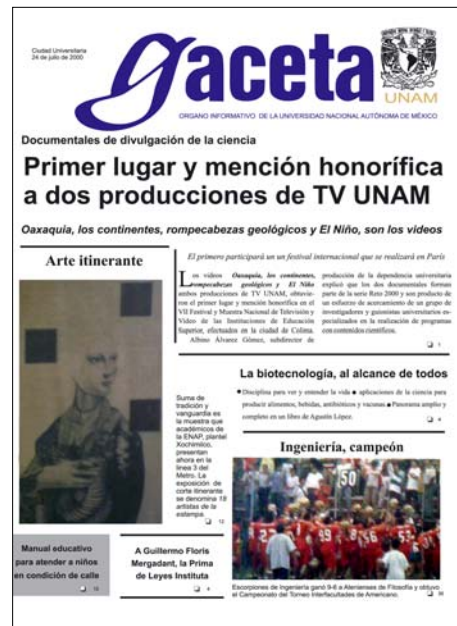 Ciudad Universitaria
24 de julio de 2000
gaceta
UNAM
ORGANO INFORMATIVO DE LA UNIVERSIDAD NACIONAL AUTÓNOMA DE MÉXICO
Documentales de divulgación de la ciencia
Primer lugar y mención honorífica
a dos producciones de TV UNAM
Oaxaquia, los continentes, rompecabezas geológicos y El Niño, son los videos
Arte itinerante
Suma de
tradición y
vanguardia es
la muestra que
académicos de
la ENAP, plantel
Xochimilco,
presentan
ahora en la
línea 3 del
Metro. La
exposición de
corte itinerante
se denomina 19
artistas de la
estampa.
12
El primero participará un un festival internacional que se realizará en París
Los videos Oaxaquia, los continentes,
rompecabezas geológicos y El Niño
ambos producciones de TV UNAM, obtuvie-
ron el primer lugar y mención honorífica en el
VII Festival y Muestra Nacional de Televisión y
Video de las Instituciones de Educación
Superior, efectuados en la ciudad de Colima.
Albino Álvarez Gómez, subdirector de
producción de la dependencia universitaria
explicó que los dos documentales forman
parte de la serie Reto 2000 y son producto de
un esfuerzo de acercamiento de un grupo de
investigadores y guionistas universitarios es-
pecializados en la realización de programas
con contenidos científicos.
La biotecnología, al alcance de todos
Disciplina para ver y entender la vida ■ aplicaciones de la ciencia para
producir alimentos, bebidas, antibióticos y vacunas ■ Panorama amplio y
completo en un libro de Agustín López.
Ingeniería, campeón
50
Escorpiones de Ingeniería ganó 9-6 a Atenienses de Filosofía y obtuvo
el Campeonato del Torneo Interfacultades de Americano.
Manual educativo
para atender a niños
en condición de calle
A Guillermo Floris
Mergadant, la Prima
de Leyes Instituta